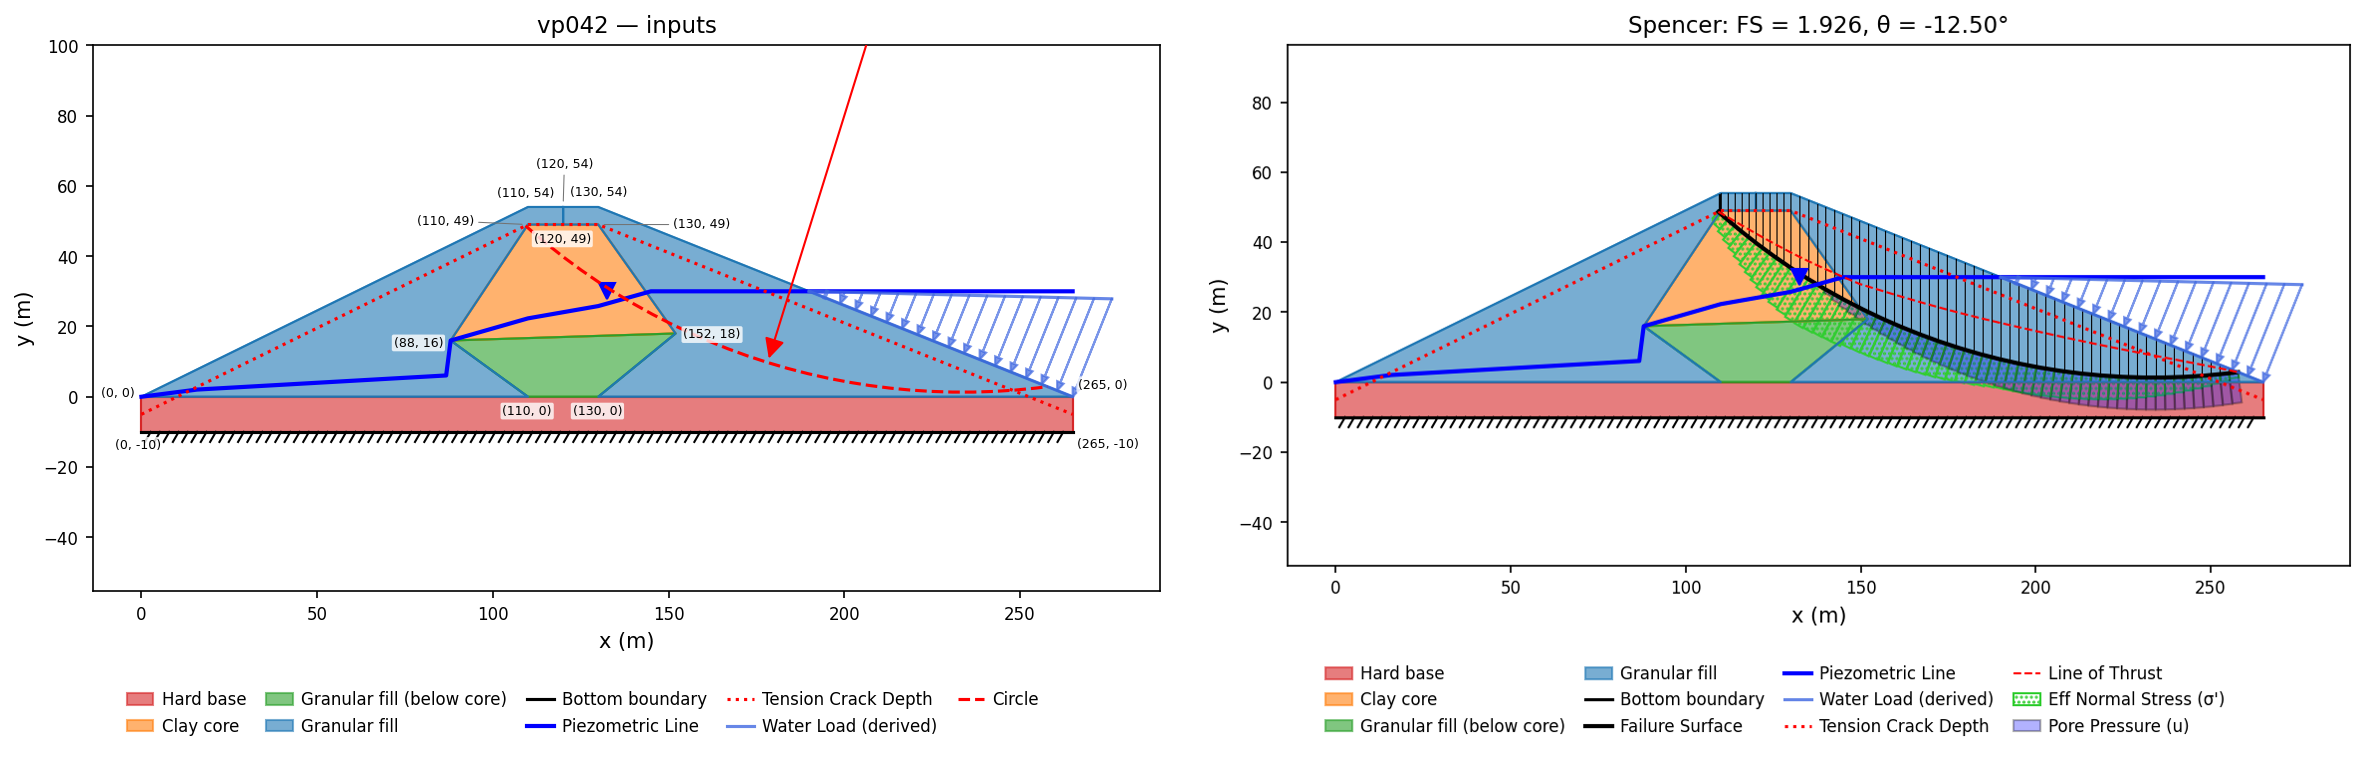 vp042 — inputs
100
80
60
40
20
0
−20
−40
y (m)
(120, 54)
(110, 54)
(130, 54)
(110, 49)
(130, 49)
(120, 49)
(88, 16)
(152, 18)
(0, 0)
(265, 0)
(110, 0)
(130, 0)
(0, -10)
(265, -10)
0
50
100
150
200
250
x (m)
Hard base
Clay core
Granular fill (below core)
Granular fill
Bottom boundary
Piezometric Line
Tension Crack Depth
Water Load (derived)
Circle
Spencer: FS = 1.926, θ = -12.50°
80
60
40
20
0
−20
−40
y (m)
0
50
100
150
200
250
x (m)
Hard base
Clay core
Granular fill (below core)
Granular fill
Bottom boundary
Failure Surface
Piezometric Line
Water Load (derived)
Tension Crack Depth
Line of Thrust
Eff Normal Stress (σ')
Pore Pressure (u)